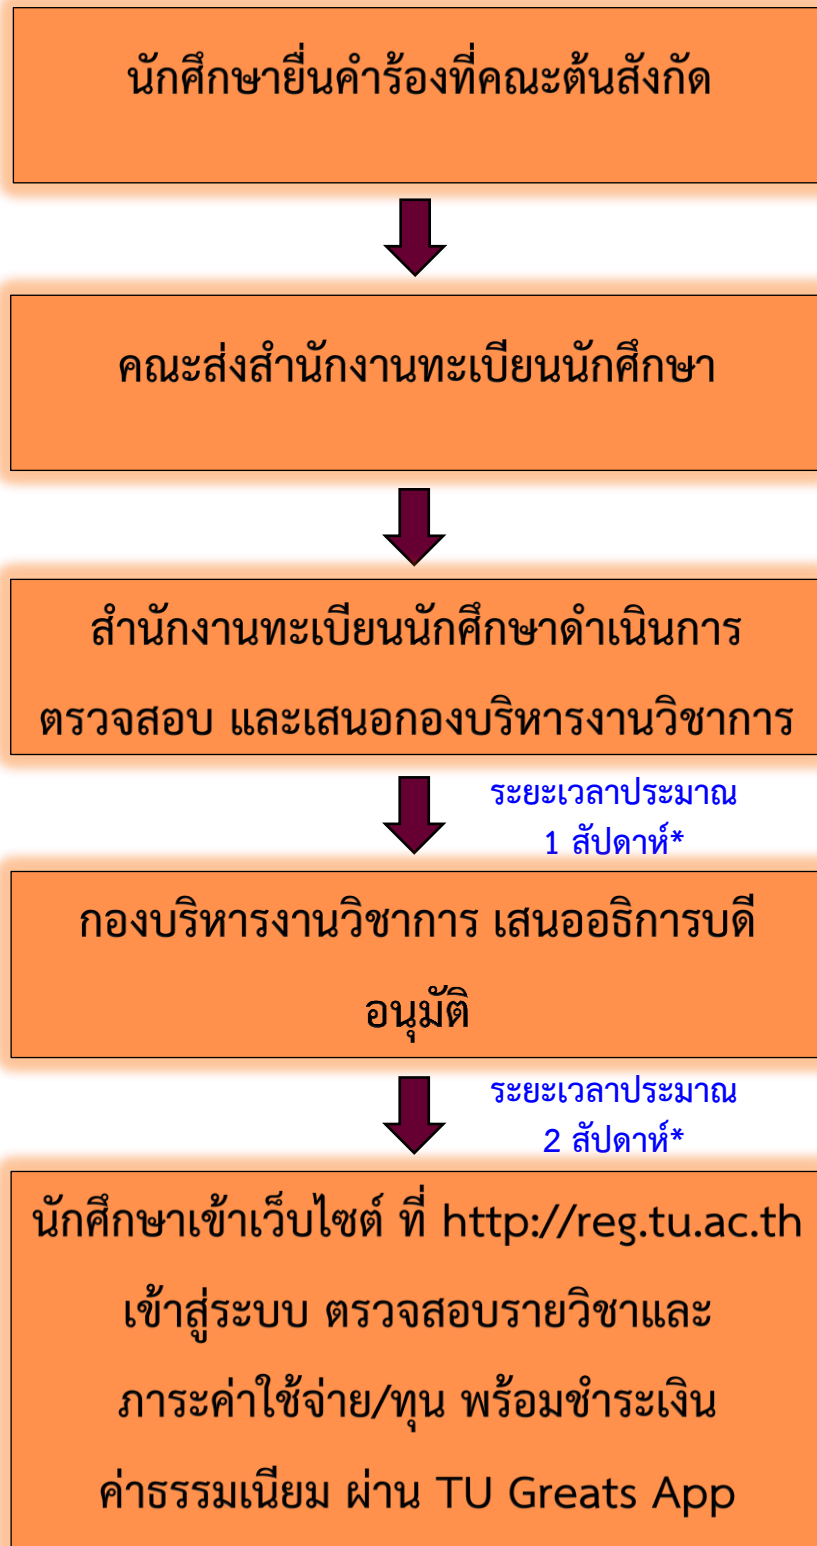 นักศึกษายื่นคำร้องที่คณะต้นสังกัด
คณะส่งสำนักงานทะเบียนนักศึกษา
สำนักงานทะเบียนนักศึกษาดำเนินการ
ตรวจสอบ และเสนอกองบริหารงานวิชาการ
ระยะเวลาประมาณ
1 สัปดาห์*
กองบริหารงานวิชาการ เสนออธิการบดี
อนุมัติ
ระยะเวลาประมาณ
2 สัปดาห์*
นักศึกษาเข้าเว็บไซต์ ที่ http://reg.tu.ac.th
เข้าสู่ระบบ ตรวจสอบรายวิชาและ
ภาระค่าใช้จ่าย/ทุน พร้อมชำระเงิน
ค่าธรรมเนียม ผ่าน TU Greats App